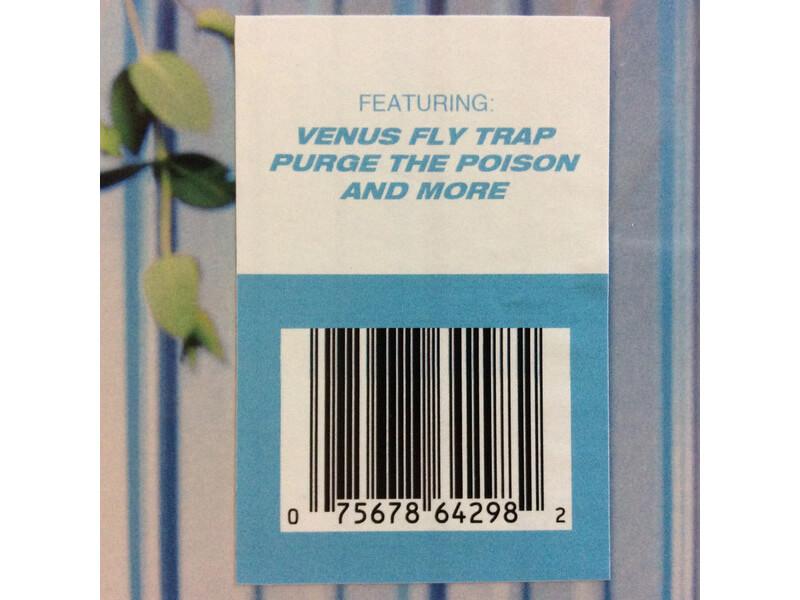 FEATURING:
VENUS FLY TRAP
PURGE THE POISON
AND MORE
0 75678 64298 2